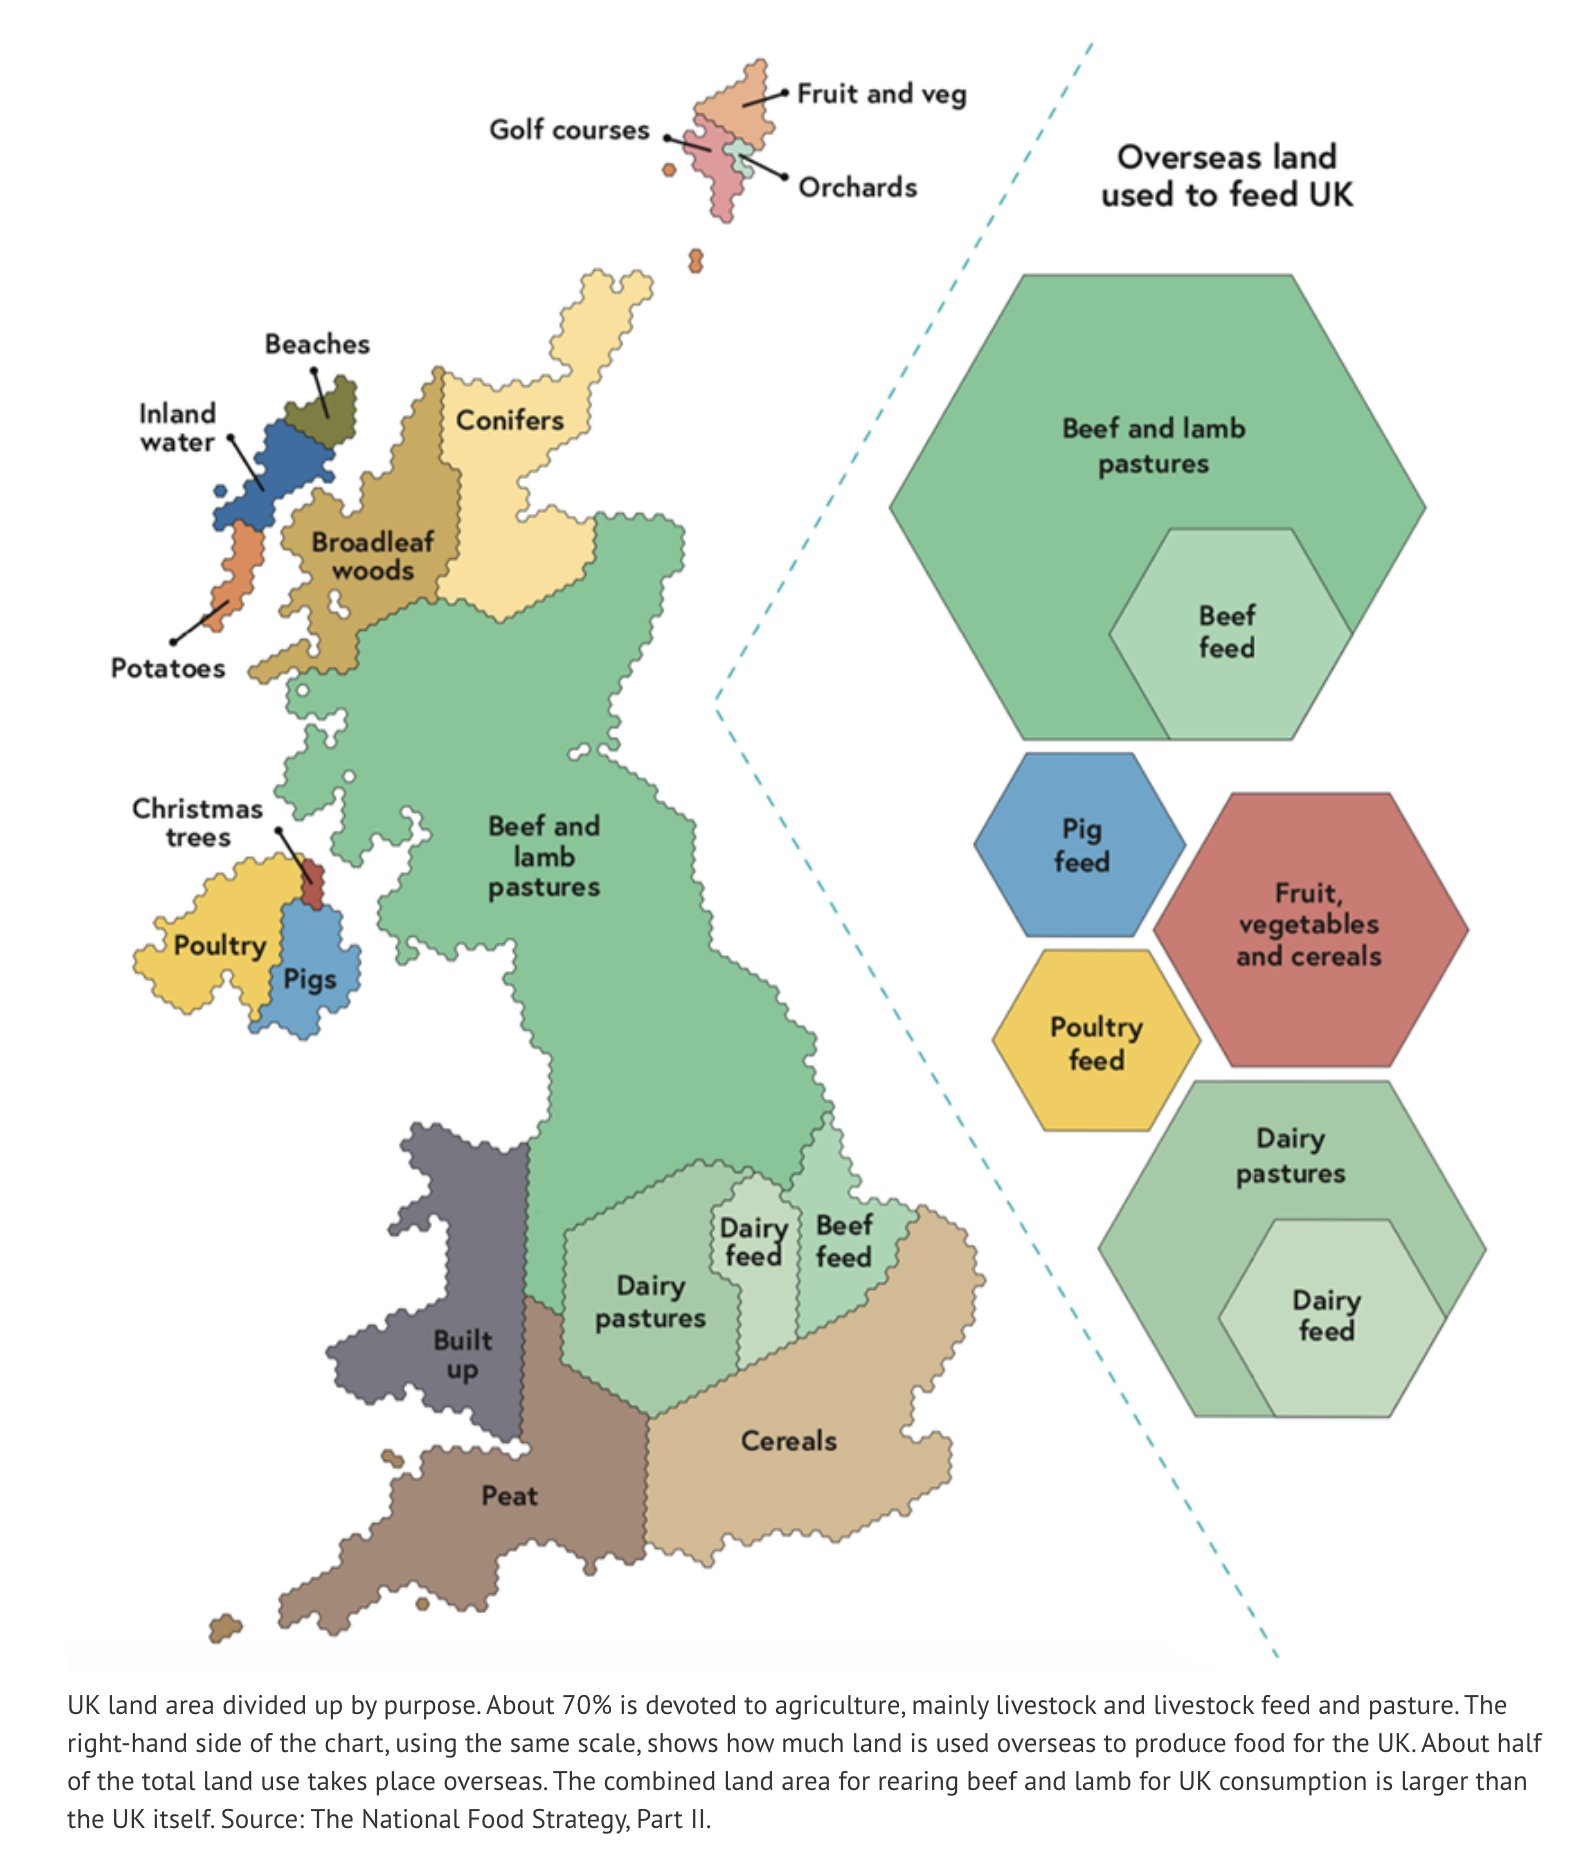 Fruit and veg
Golf courses
Orchards
Overseas land
used to feed UK
Beaches
Inland
water
Conifers
Beef and lamb
pastures
Broadleaf
woods
Beef
feed
Potatoes
Christmas
trees
Beef and
lamb
pastures
Pig
feed
Fruit,
vegetables
and cereals
Poultry
Pigs
Poultry
feed
Dairy
pastures
Dairy
feed
Beef
feed
Dairy
pastures
Dairy
feed
Built
up
Cereals
Peat
UK land area divided up by purpose. About 70% is devoted to agriculture, mainly livestock and livestock feed and pasture. The
right-hand side of the chart, using the same scale, shows how much land is used overseas to produce food for the UK. About half
of the total land use takes place overseas. The combined land area for rearing beef and lamb for UK consumption is larger than
the UK itself. Source: The National Food Strategy, Part II.